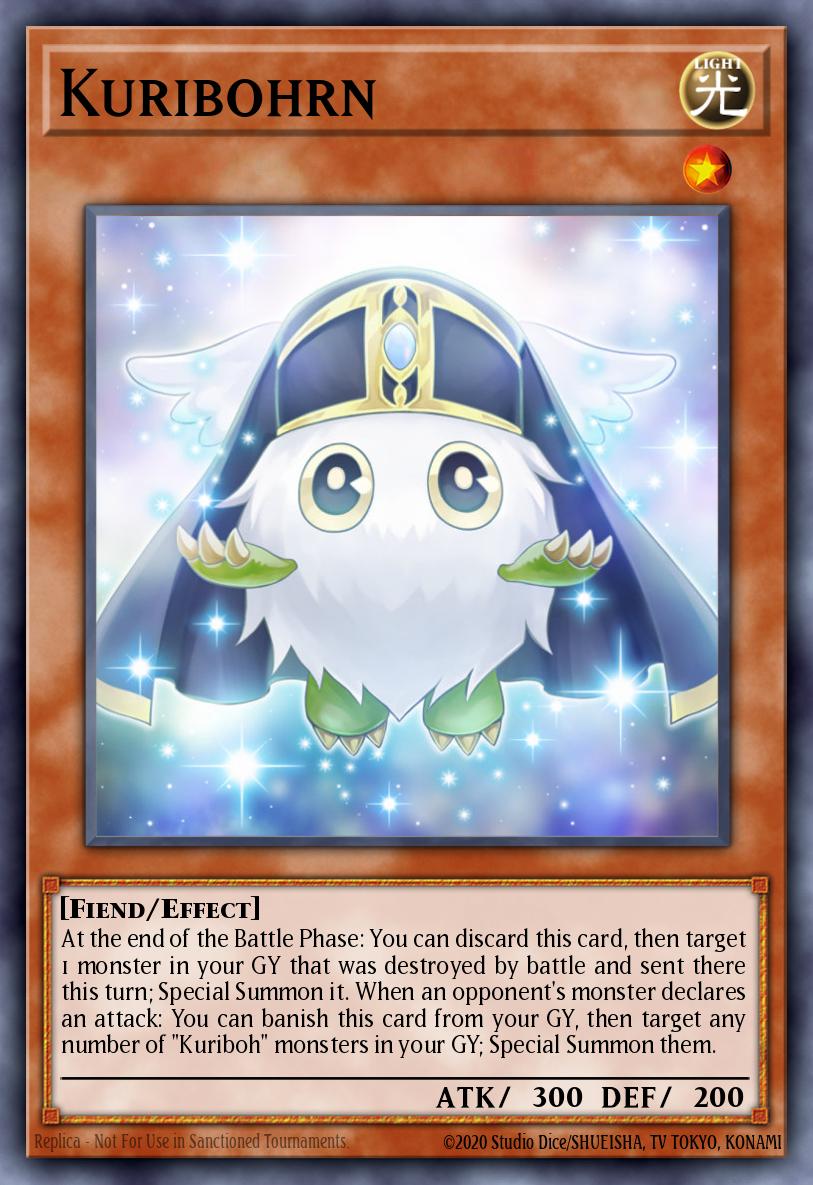 KURIBOHRN
LIGHT
光
[FIEND/EFFECT]
At the end of the Battle Phase: You can discard this card, then target
1 monster in your GY that was destroyed by battle and sent there
this turn; Special Summon it. When an opponent's monster declares
an attack: You can banish this card from your GY, then target any
number of "Kuriboh" monsters in your GY; Special Summon them.
ATK/ 300 DEF/ 200
Replica - Not For Use in Sanctioned Tournaments.
©2020 Studio Dice/SHUEISHA, TV TOKYO, KONAMI